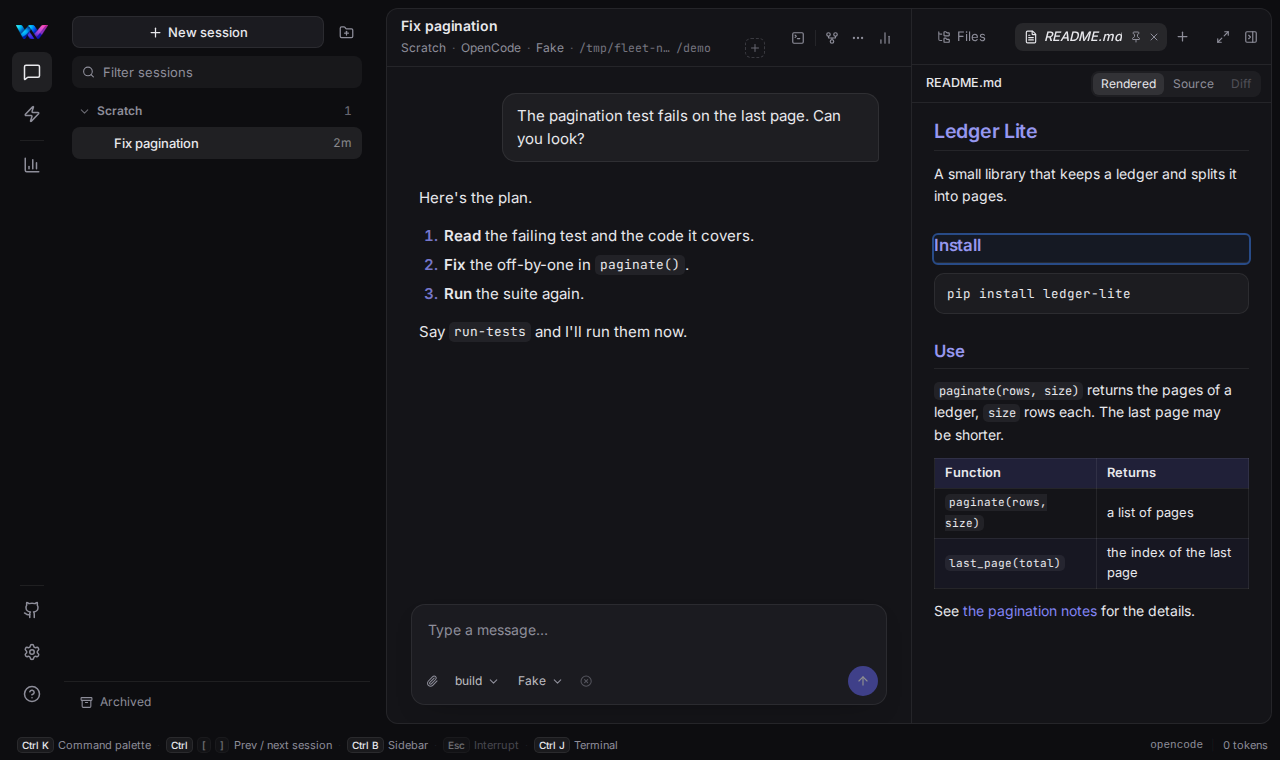 New session
Filter sessions
Scratch 1
Fix pagination 2m
Archived
Fix pagination
Scratch · OpenCode · Fake · /tmp/fleet-n… /demo
The pagination test fails on the last page. Can
you look?
Here's the plan.
1. Read the failing test and the code it covers.
2. Fix the off-by-one in paginate().
3. Run the suite again.
Say run-tests and I'll run them now.
Type a message...
build Fake
Files README.md
README.md Rendered Source Diff
Ledger Lite
A small library that keeps a ledger and splits it
into pages.
Install
pip install ledger-lite
Use
paginate(rows, size) returns the pages of a
ledger, size rows each. The last page may
be shorter.
Function Returns
paginate(rows,
size) a list of pages
last_page(total) the index of the last
page
See the pagination notes for the details.
Ctrl K Command palette Ctrl [ ] Prev / next session Ctrl B Sidebar Esc Interrupt Ctrl J Terminal opencode 0 tokens